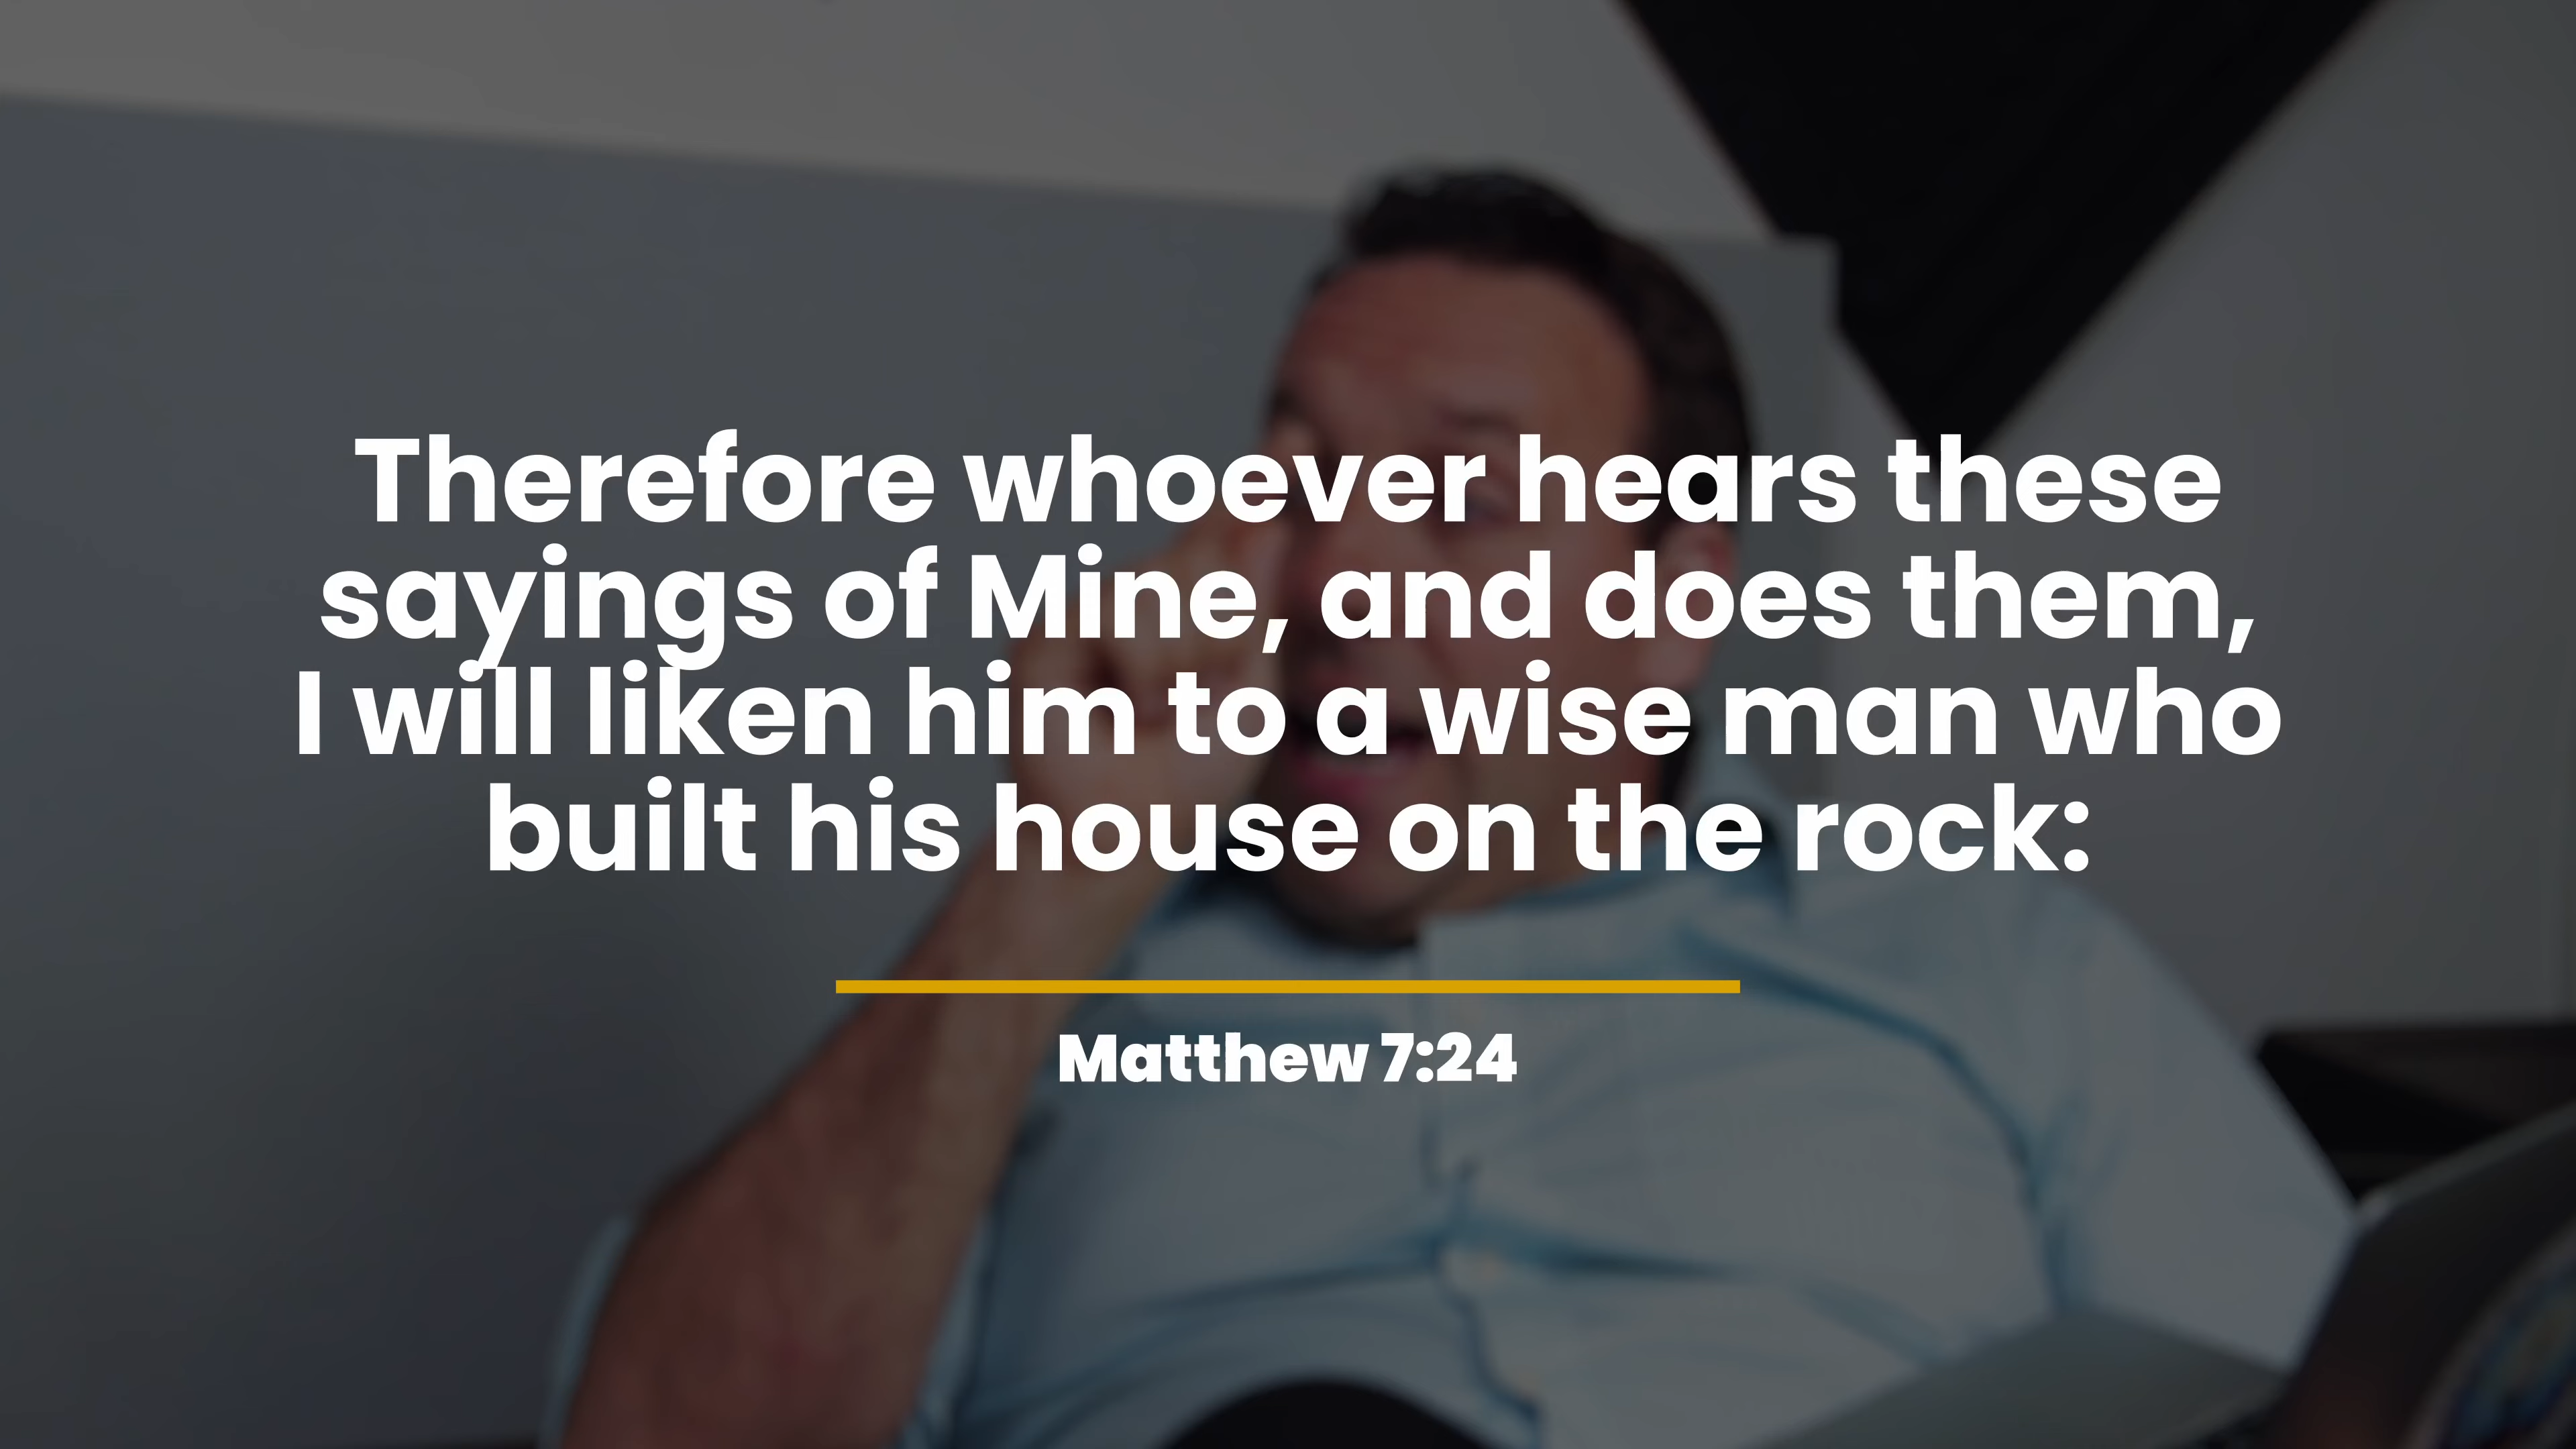 Therefore whoever hears these
sayings of Mine, and does them,
I will liken him to a wise man who
built his house on the rock:
Matthew 7:24